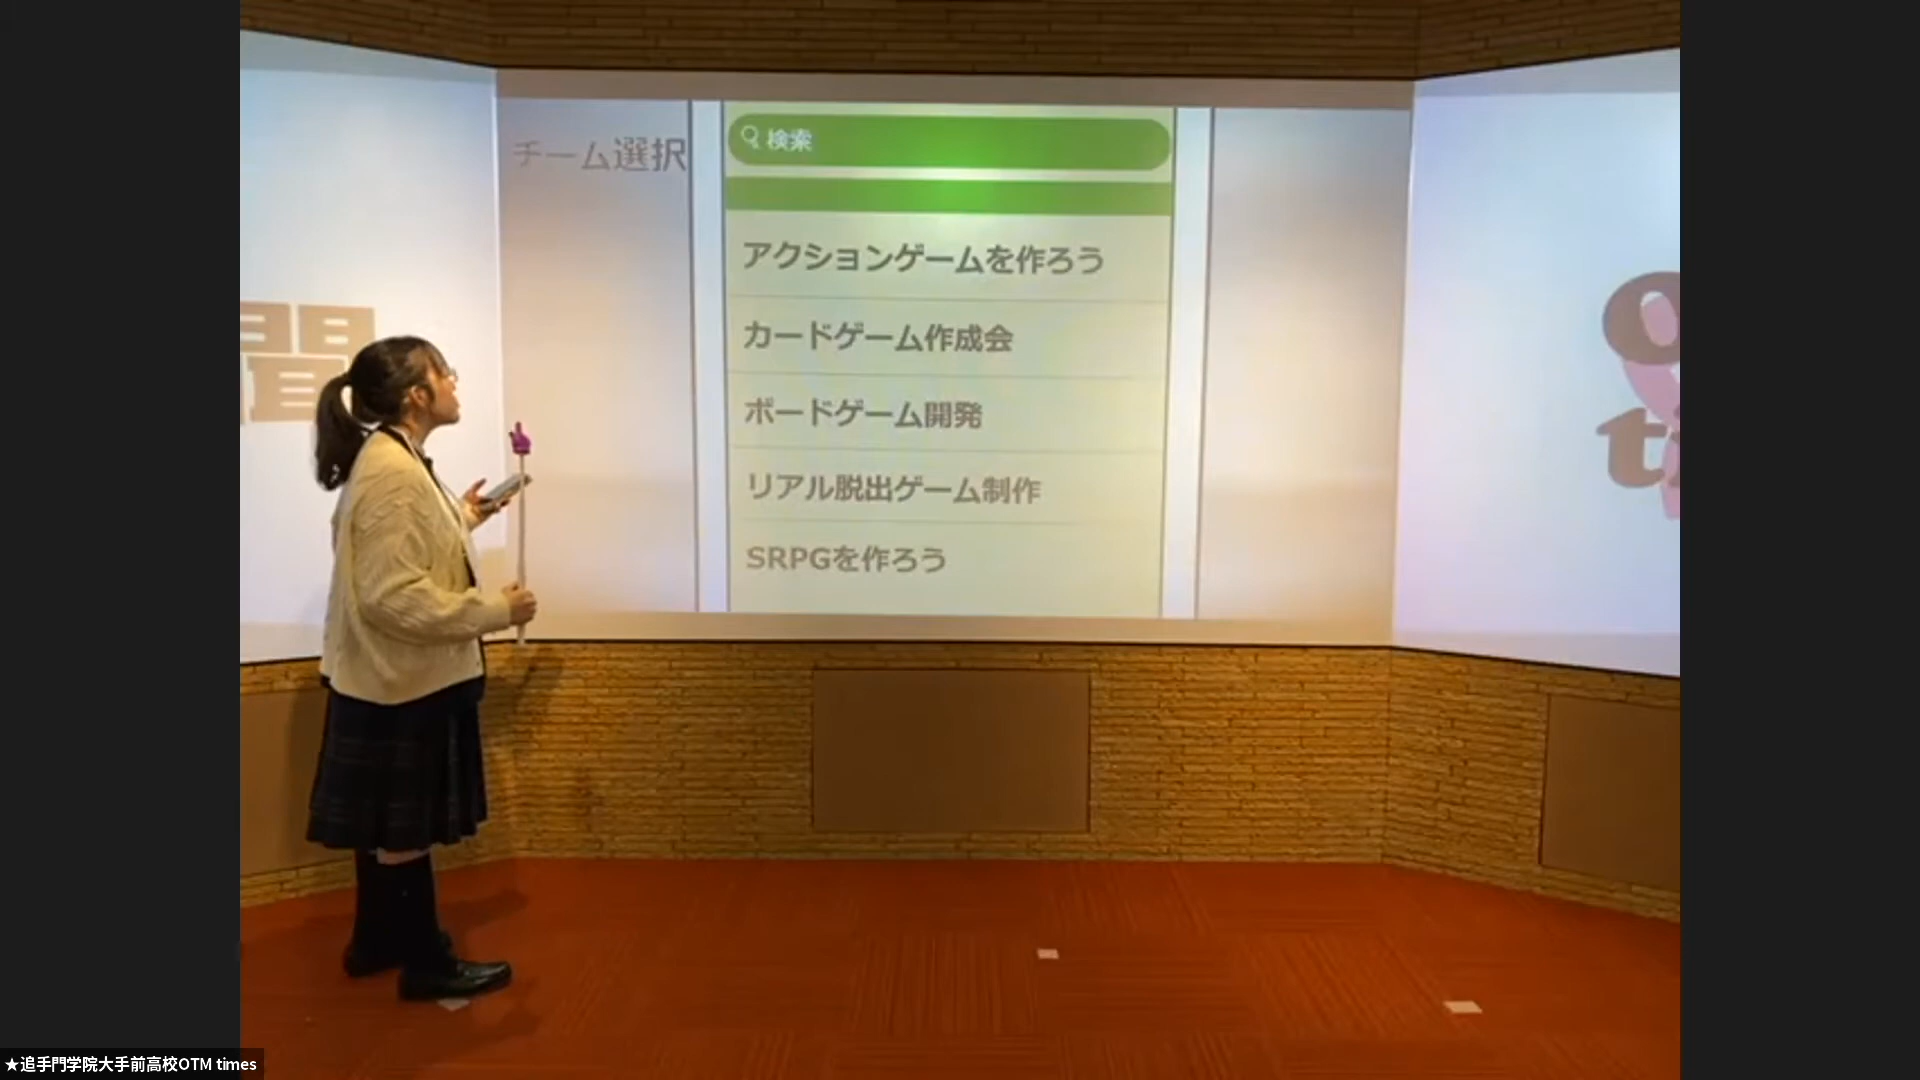 チーム選択
検索
アクションゲームを作ろう
カードゲーム作成会
ボードゲーム開発
リアル脱出ゲーム制作
SRPGを作ろう
★追手門学院大手前高校OTM times